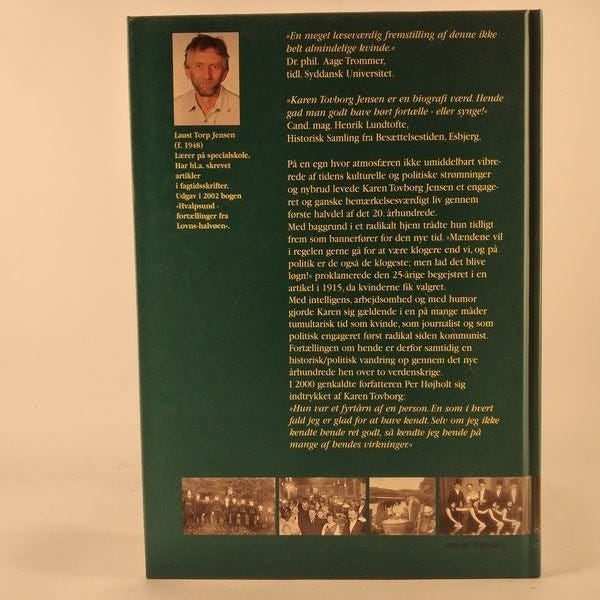 Laust Torp Jensen
(f. 1948)
Lærer på specialskole.
Har bl.a. skrevet
artikler
i fagtidsskrifter.
Udgav i 2002 bogen
»Hvalpsund -
fortællinger fra
Lovns-halvøen«.
»En meget læseværdig fremstilling af denne ikke
helt almindelige kvinde.«
Dr. phil. Aage Trommer,
tidl. Syddansk Universitet.
»Karen Tovborg Jensen er en biografi værd. Hende
gad man godt have hørt fortælle - eller synge!«
Cand. mag. Henrik Lundtofte,
Historisk Samling fra Besættelsestiden, Esbjerg.
På en egn hvor atmosfæren ikke umiddelbart vibre-
rede af tidens kulturelle og politiske strømninger
og nybrud levede Karen Tovborg Jensen et engage-
ret og ganske bemærkelsesværdigt liv gennem
første halvdel af det 20. århundrede.
Med baggrund i et radikalt hjem trådte hun tidligt
frem som bannerfører for den nye tid. »Mændene vil
i regelen gerne gå for at være klogere end vi, og på
politik er de også de klogeste; men lad det blive
løgn!« proklamerede den 25-årige begejstret i en
artikel i 1915, da kvinderne fik valgret.
Med intelligens, arbejdsomhed og med humor
gjorde Karen sig gældende i en på mange måder
tumultarisk tid som kvinde, som journalist og som
politisk engageret først radikal siden kommunist.
Fortællingen om hende er derfor samtidig en
historisk/politisk vandring op gennem det nye
århundrede hen over to verdenskrige.
I 2000 genkaldte forfatteren Per Højholt sig
indtrykket af Karen Tovborg:
»Hun var et fyrtårn af en person. En som i hvert
fald jeg er glad for at have kendt. Selv om jeg ikke
kendte hende ret godt, så kendte jeg hende på
mange af hendes virkninger.«
ISBN